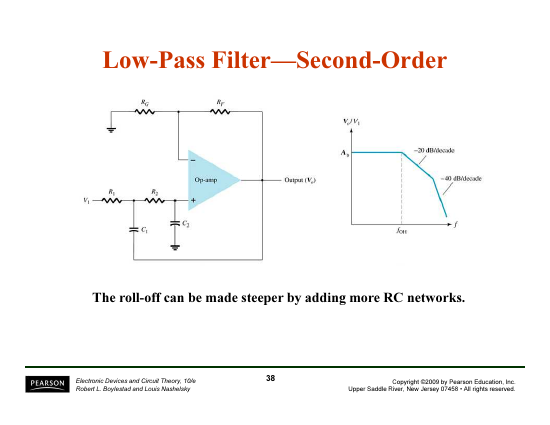 Low-Pass Filter—Second-Order
R_G
R_F
Op-amp
−
+
Output (V_o)
V_1
R_1
R_2
C_1
C_2
V_o/V_1
A_v
−20 dB/decade
−40 dB/decade
f_OH
f
The roll-off can be made steeper by adding more RC networks.
PEARSON
Electronic Devices and Circuit Theory, 10/e
Robert L. Boylestad and Louis Nashelsky
38
Copyright ©2009 by Pearson Education, Inc.
Upper Saddle River, New Jersey 07458 • All rights reserved.